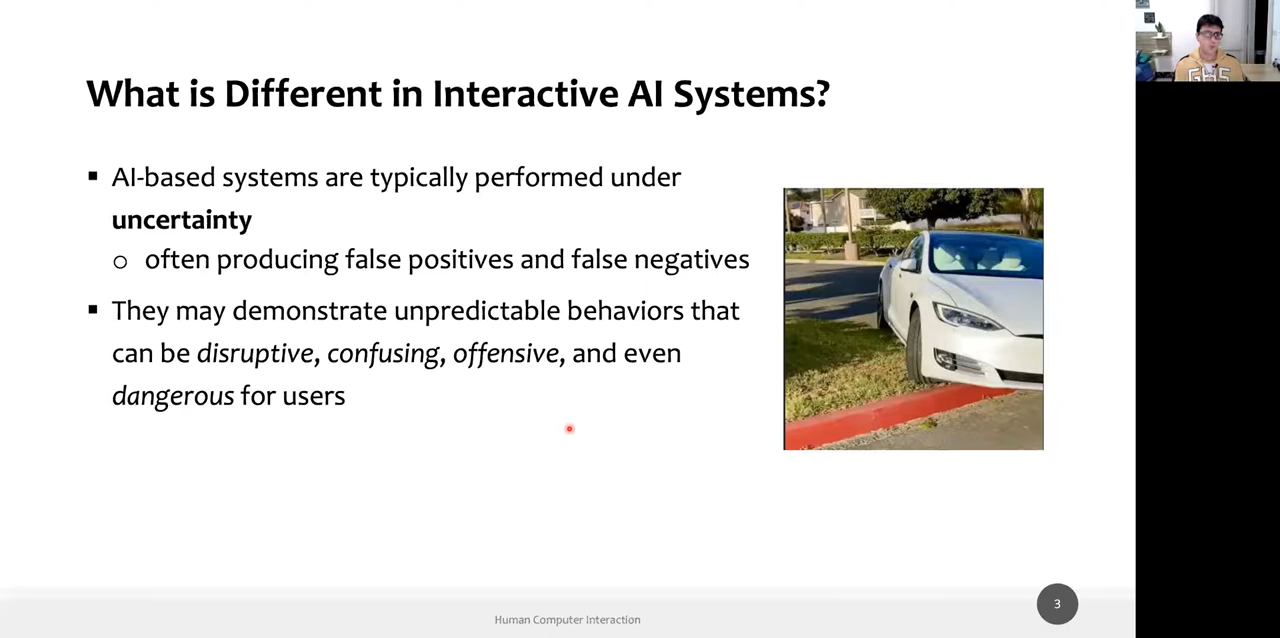 What is Different in Interactive AI Systems?
▪ AI-based systems are typically performed under
uncertainty
o often producing false positives and false negatives
▪ They may demonstrate unpredictable behaviors that
can be disruptive, confusing, offensive, and even
dangerous for users
Human Computer Interaction
3